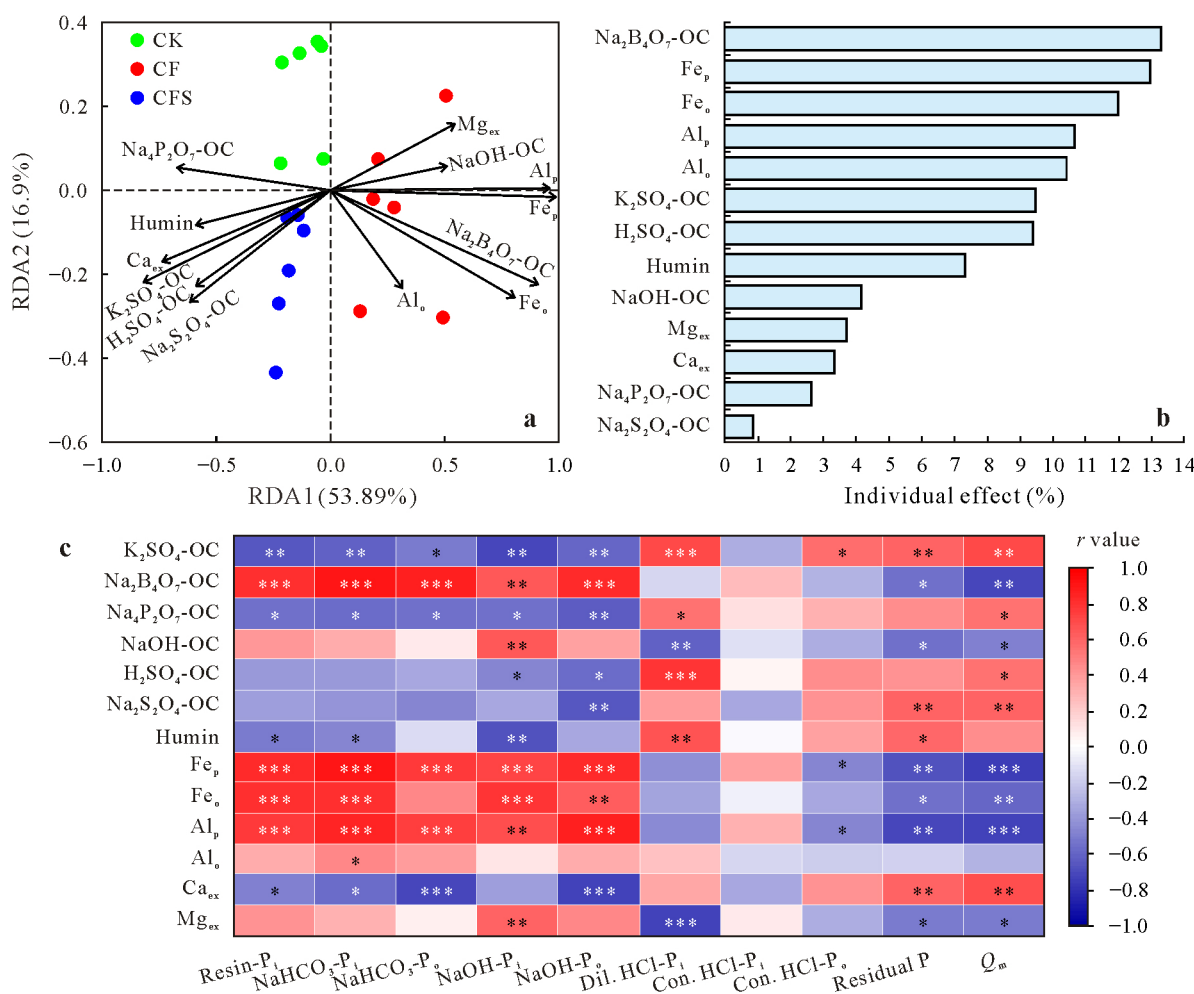 0.4
0.2
0.0
−0.2
−0.4
−0.6
RDA2 (16.9%)
CK
CF
CFS
Mgₑₓ
NaOH-OC
Alₚ
Feₚ
Na₂B₄O₇-OC
Feₒ
Alₒ
Na₄P₂O₇-OC
Humin
Caₑₓ
K₂SO₄-OC
H₂SO₄-OC
Na₂S₂O₄-OC
a
−1.0 −0.5 0.0 0.5 1.0
RDA1(53.89%)
Na₂B₄O₇-OC
Feₚ
Feₒ
Alₚ
Alₒ
K₂SO₄-OC
H₂SO₄-OC
Humin
NaOH-OC
Mgₑₓ
Caₑₓ
Na₄P₂O₇-OC
Na₂S₂O₄-OC
b
0 1 2 3 4 5 6 7 8 9 10 11 12 13 14
Individual effect (%)
c
K₂SO₄-OC ** ** * ** ** *** * ** **
Na₂B₄O₇-OC *** *** *** ** *** * **
Na₄P₂O₇-OC * * * * ** * *
NaOH-OC ** ** * *
H₂SO₄-OC * * *** *
Na₂S₂O₄-OC ** ** **
Humin * * ** ** *
Feₚ *** *** *** *** *** * ** ***
Feₒ *** *** *** ** * **
Alₚ *** *** *** ** *** * ** ***
Alₒ *
Caₑₓ * * *** *** ** **
Mgₑₓ ** *** * *
Resin-Pᵢ NaHCO₃-Pᵢ NaHCO₃-Pₒ NaOH-Pᵢ NaOH-Pₒ Dil. HCl-Pᵢ Con. HCl-Pᵢ Con. HCl-Pₒ Residual P Qₘ
r value
1.0
0.8
0.6
0.4
0.2
0.0
−0.2
−0.4
−0.6
−0.8
−1.0